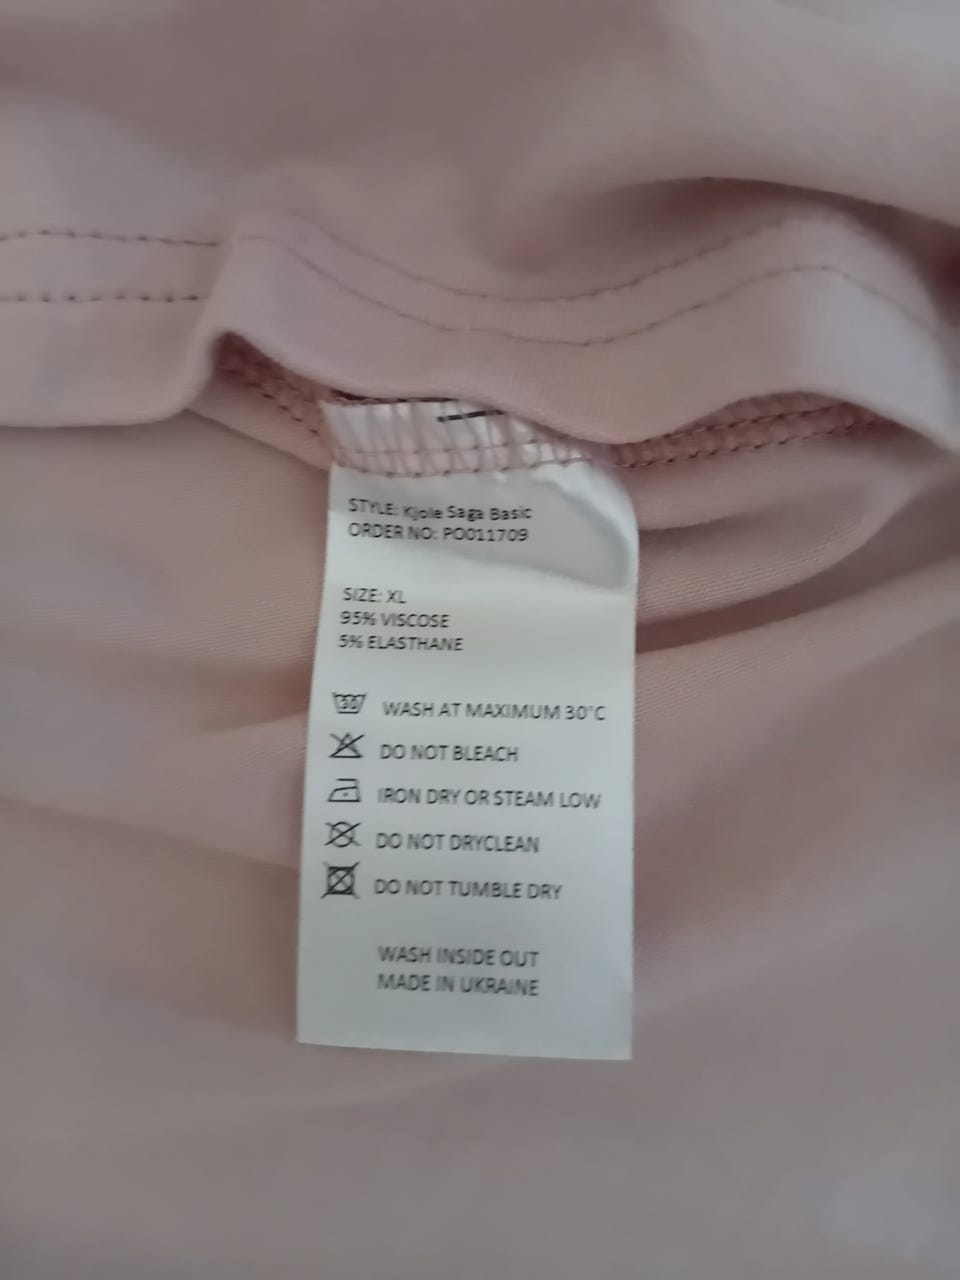 STYLE: Kjole Saga Basic
ORDER NO: PO011709
SIZE: XL
95% VISCOSE
5% ELASTHANE
30 WASH AT MAXIMUM 30°C
DO NOT BLEACH
IRON DRY OR STEAM LOW
DO NOT DRYCLEAN
DO NOT TUMBLE DRY
WASH INSIDE OUT
MADE IN UKRAINE